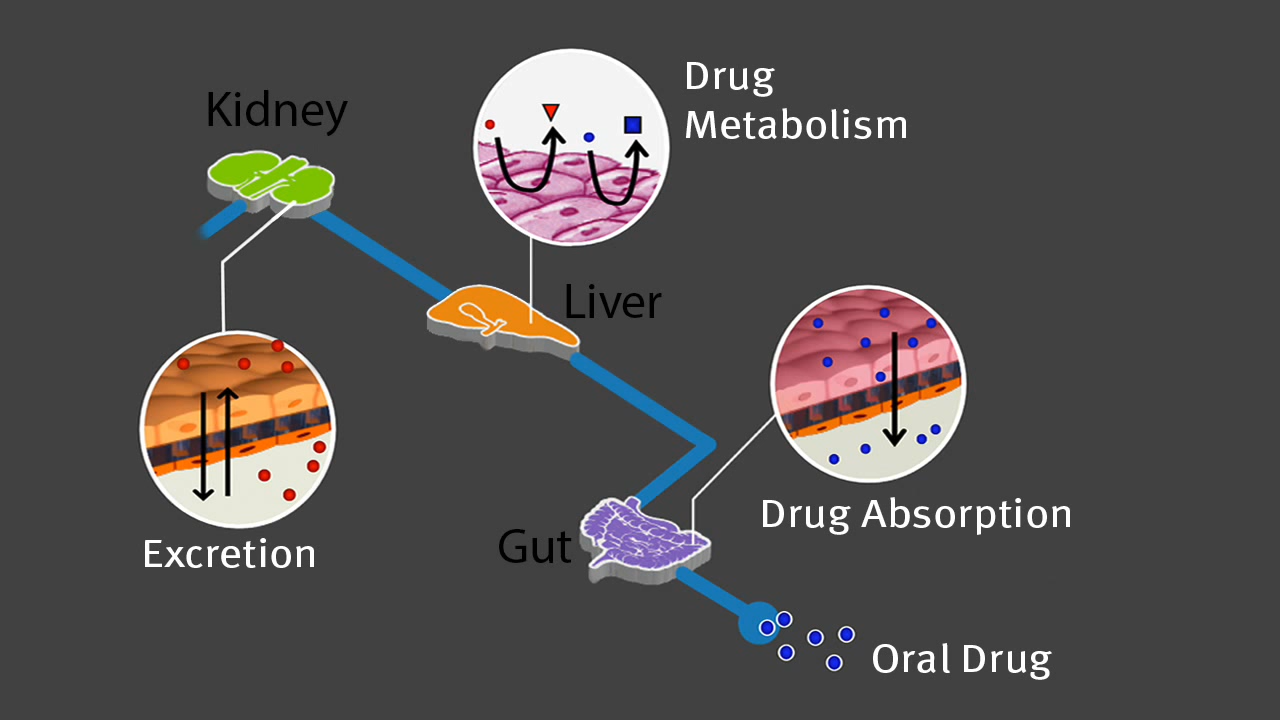 Kidney
Drug
Metabolism
Liver
Drug Absorption
Gut
Excretion
Oral Drug